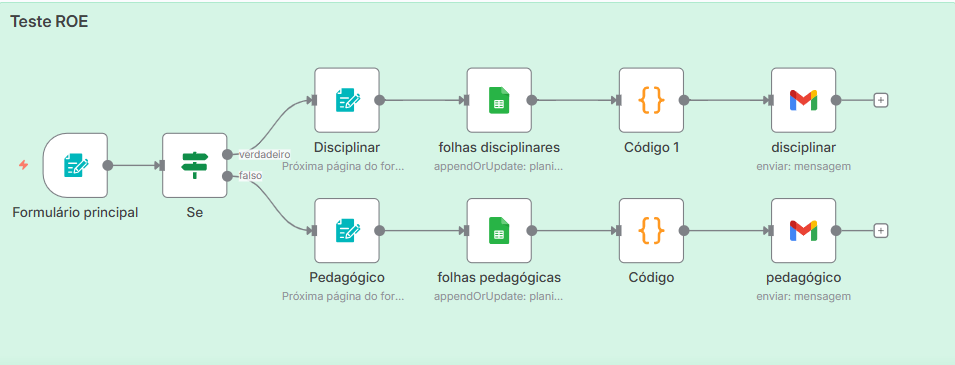 Teste ROE
verdadeiro
falso
Formulário principal
Se
Disciplinar
Próxima página do for...
folhas disciplinares
appendOrUpdate: plani...
{}
Código 1
disciplinar
enviar: mensagem
Pedagógico
Próxima página do for...
folhas pedagógicas
appendOrUpdate: plani...
{}
Código
pedagógico
enviar: mensagem